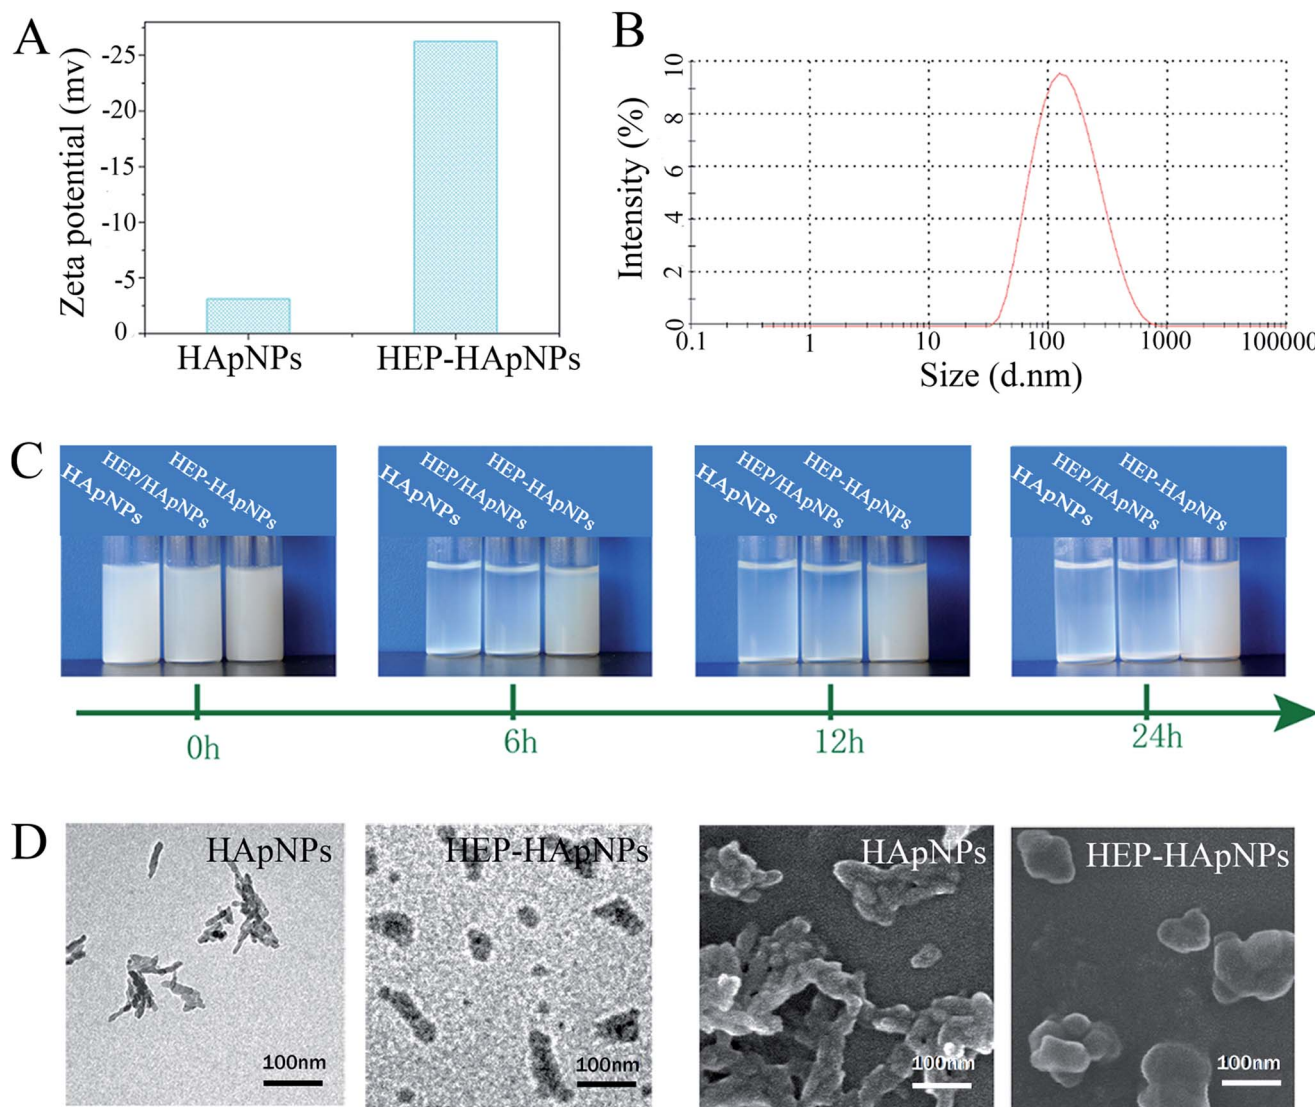 A
Zeta potential (mv)
-25
-20
-15
-10
-5
0
HApNPs
HEP-HApNPs
B
Intensity (%)
10
8
6
4
2
0
0.1
1
10
100
1000
100000
Size (d.nm)
C
HApNPs
HEP/HApNPs
HEP-HApNPs
HApNPs
HEP/HApNPs
HEP-HApNPs
HApNPs
HEP/HApNPs
HEP-HApNPs
HApNPs
HEP/HApNPs
HEP-HApNPs
0h
6h
12h
24h
D
HApNPs
100nm
HEP-HApNPs
100nm
HApNPs
100nm
HEP-HApNPs
100nm